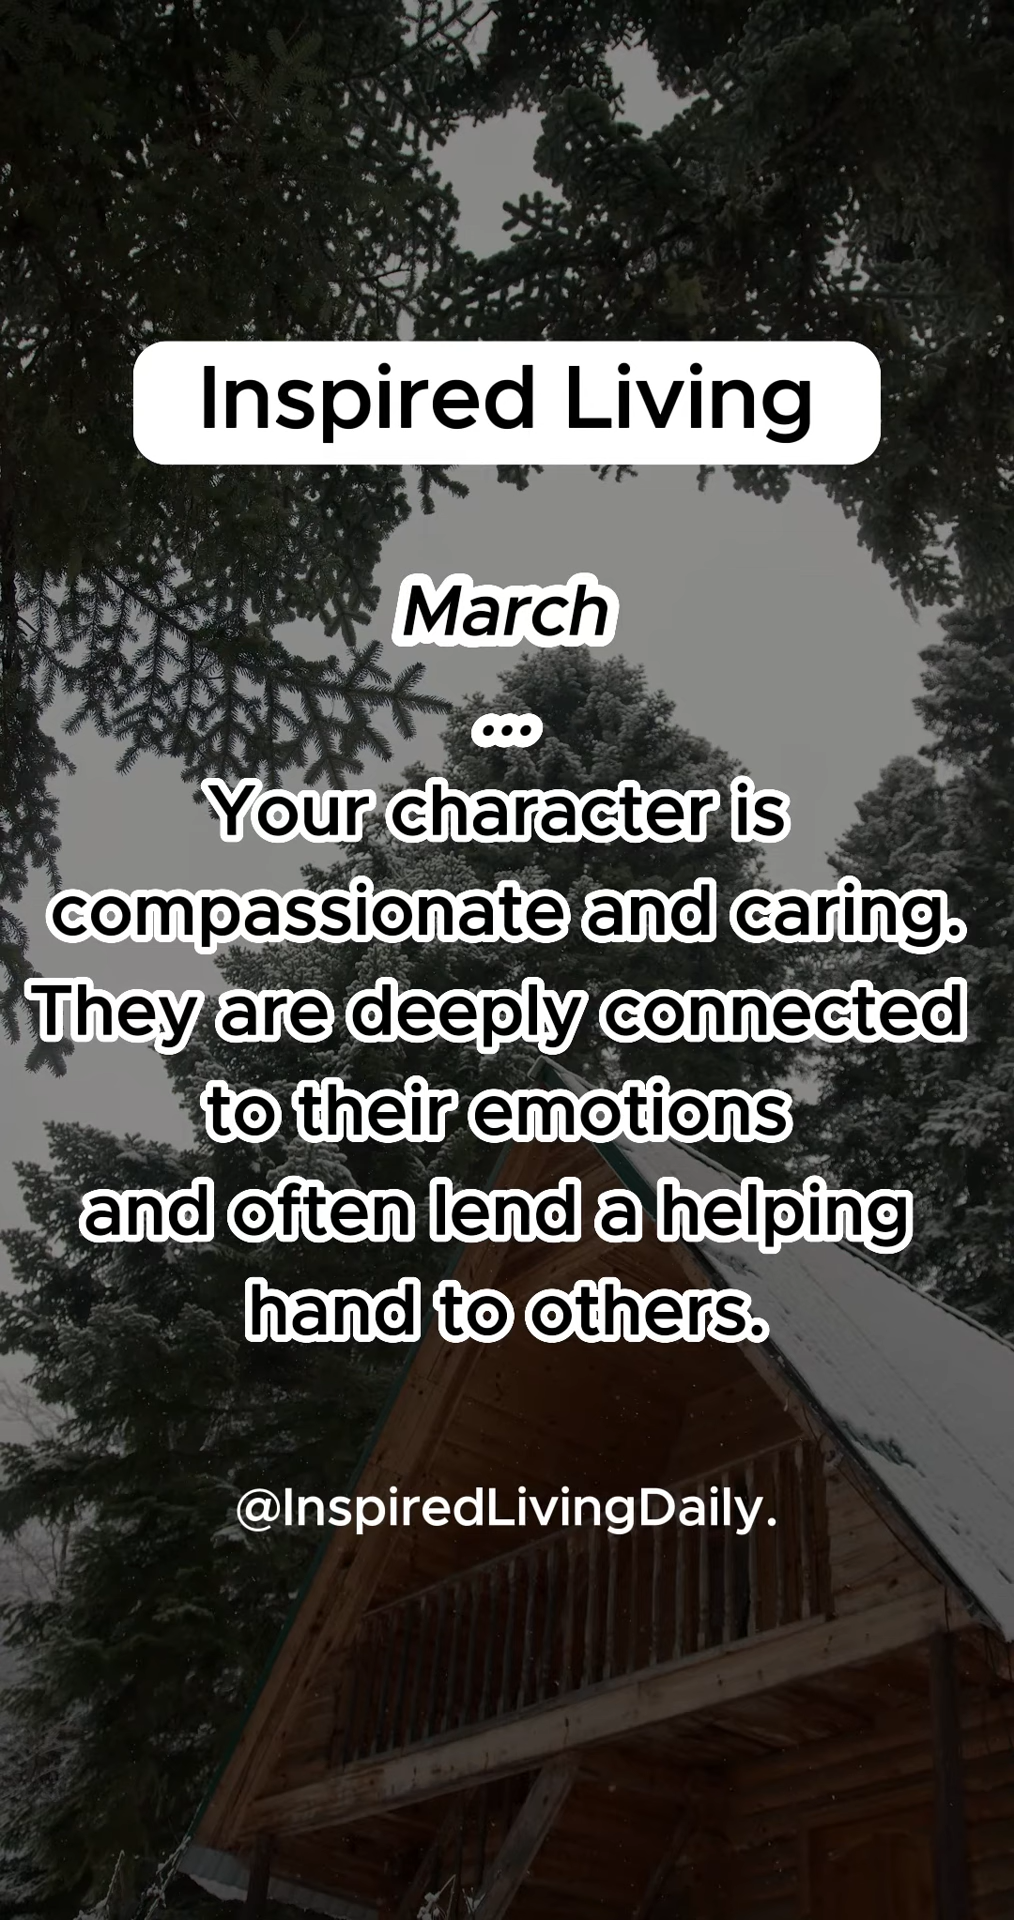 Inspired Living
March
...
Your character is
compassionate and caring.
They are deeply connected
to their emotions
and often lend a helping
hand to others.
@InspiredLivingDaily.